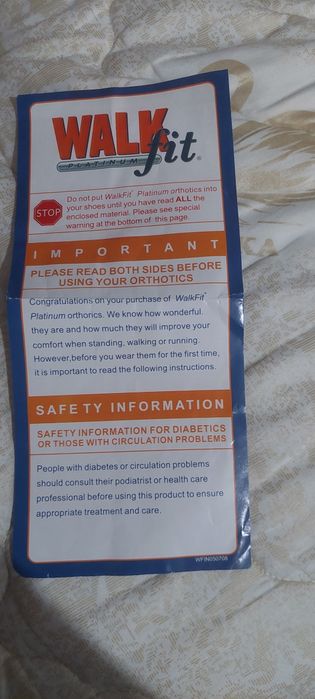 WALK
fit®
PLATINUM
STOP
Do not put WalkFit® Platinum orthotics into
your shoes until you have read ALL the
enclosed material. Please see special
warning at the bottom of this page.
IMPORTANT
PLEASE READ BOTH SIDES BEFORE
USING YOUR ORTHOTICS
Congratulations on your purchase of WalkFit®
Platinum orthorics. We know how wonderful
they are and how much they will improve your
comfort when standing, walking or running.
However,before you wear them for the first time,
it is important to read the following instructions.
SAFETY INFORMATION
SAFETY INFORMATION FOR DIABETICS
OR THOSE WITH CIRCULATION PROBLEMS
People with diabetes or circulation problems
should consult their podiatrist or health care
professional before using this product to ensure
appropriate treatment and care.
WFIN050708